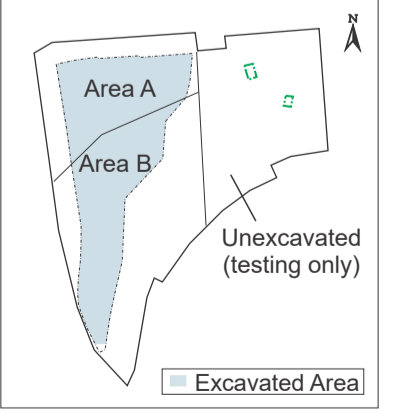 N
Area A
Area B
Unexcavated
(testing only)
Excavated Area